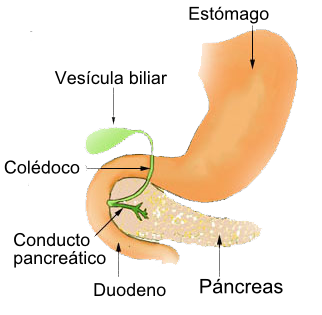 Estómago
Vesícula biliar
Colédoco
Conducto
pancreático
Duodeno
Páncreas